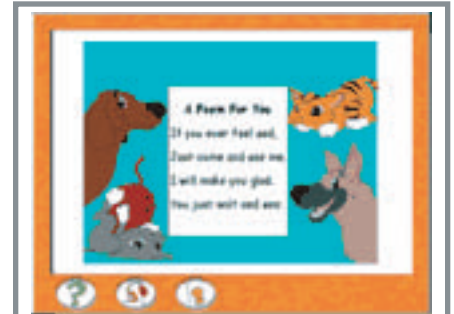 A Poem For You
If you ever feel sad,
Just come and see me.
I will make you glad.
You just wait and see